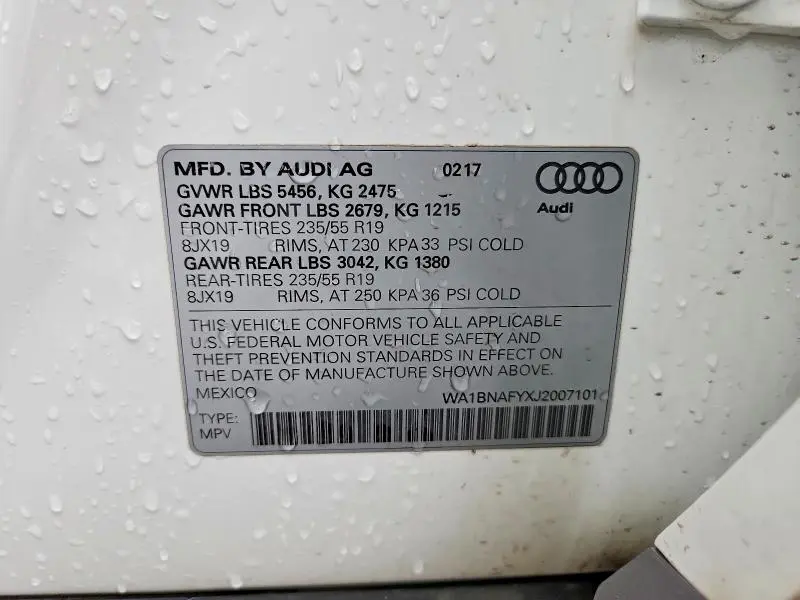 MFD. BY AUDI AG 0217
GVWR LBS 5456, KG 2475
GAWR FRONT LBS 2679, KG 1215
FRONT-TIRES 235/55 R19
8JX19 RIMS, AT 230 KPA 33 PSI COLD
GAWR REAR LBS 3042, KG 1380
REAR-TIRES 235/55 R19
8JX19 RIMS, AT 250 KPA 36 PSI COLD
Audi
THIS VEHICLE CONFORMS TO ALL APPLICABLE
U.S. FEDERAL MOTOR VEHICLE SAFETY AND
THEFT PREVENTION STANDARDS IN EFFECT ON
THE DATE OF MANUFACTURE SHOWN ABOVE.
MEXICO WA1BNAFYXJ2007101
TYPE:
MPV